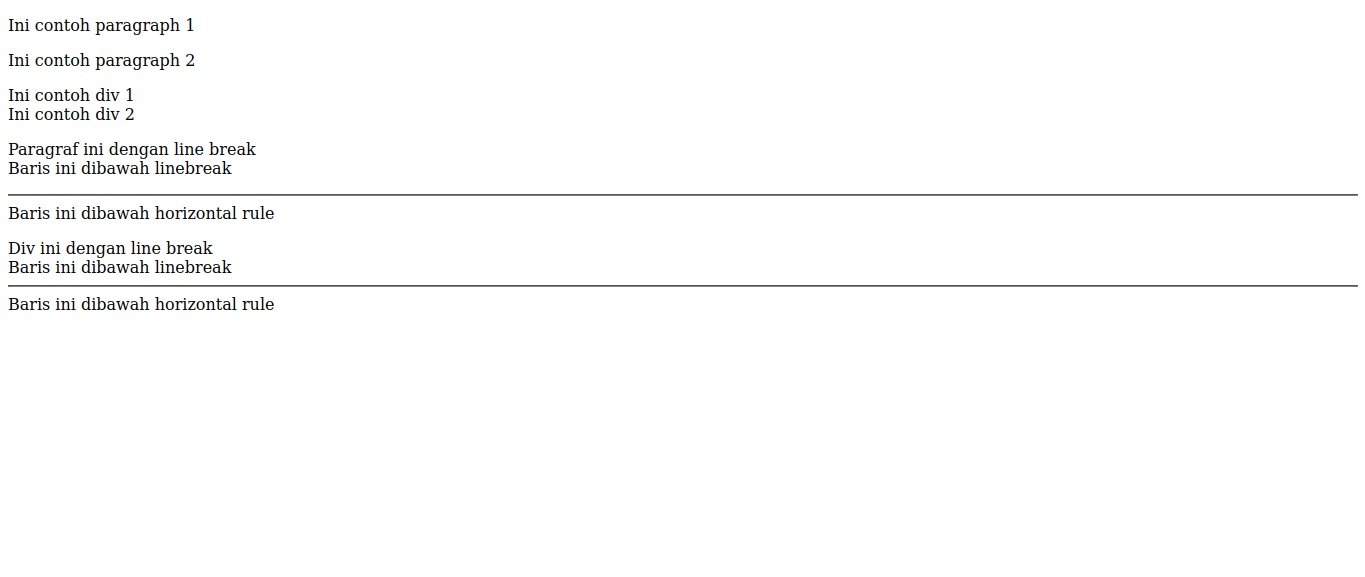 Ini contoh paragraph 1
Ini contoh paragraph 2
Ini contoh div 1
Ini contoh div 2
Paragraf ini dengan line break
Baris ini dibawah linebreak
Baris ini dibawah horizontal rule
Div ini dengan line break
Baris ini dibawah linebreak
Baris ini dibawah horizontal rule